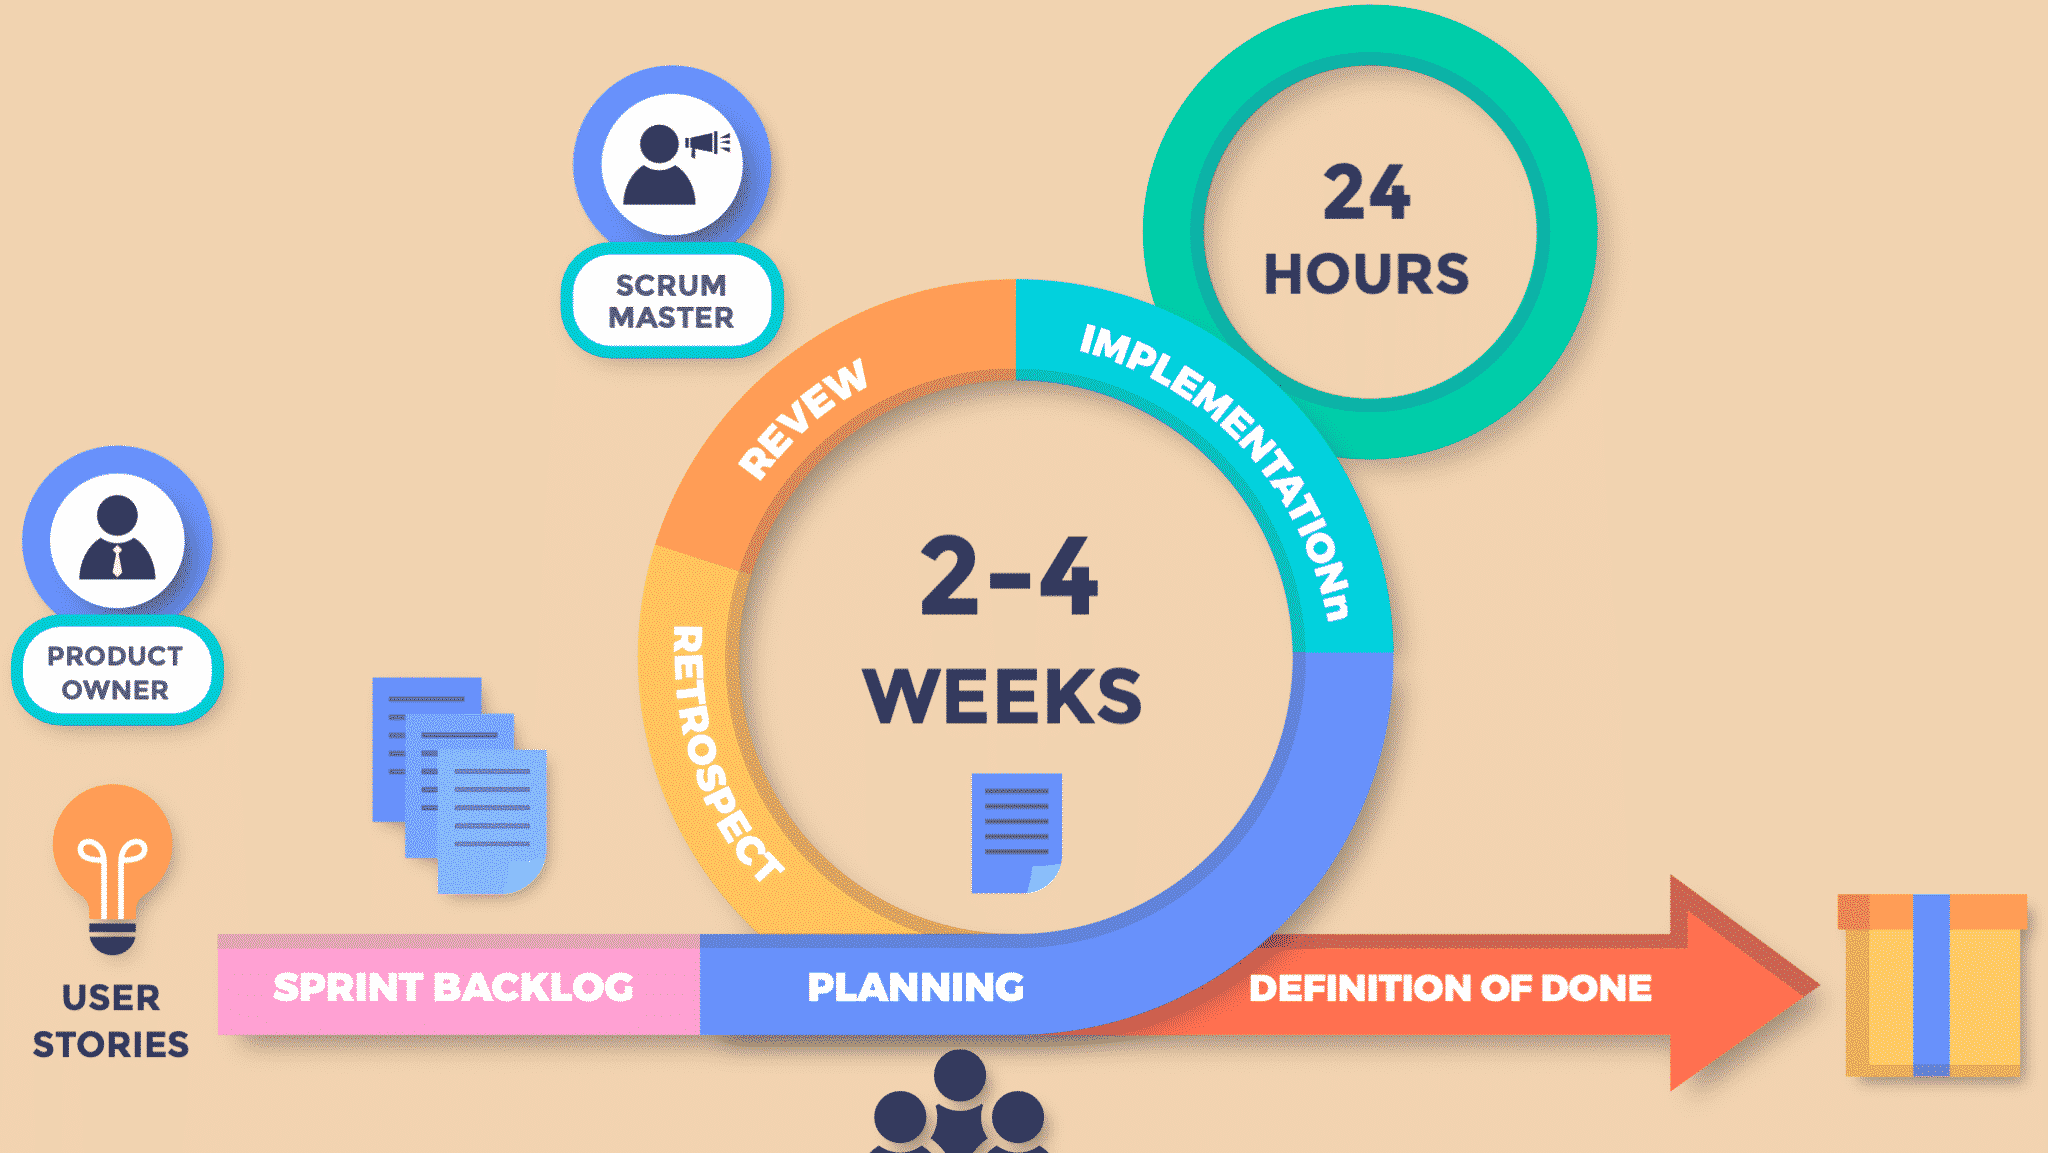 SCRUM
MASTER
24
HOURS
REVEW
IMPLEMENTATIONn
PRODUCT
OWNER
2-4
WEEKS
RETROSPECT
USER
STORIES
SPRINT BACKLOG
PLANNING
DEFINITION OF DONE